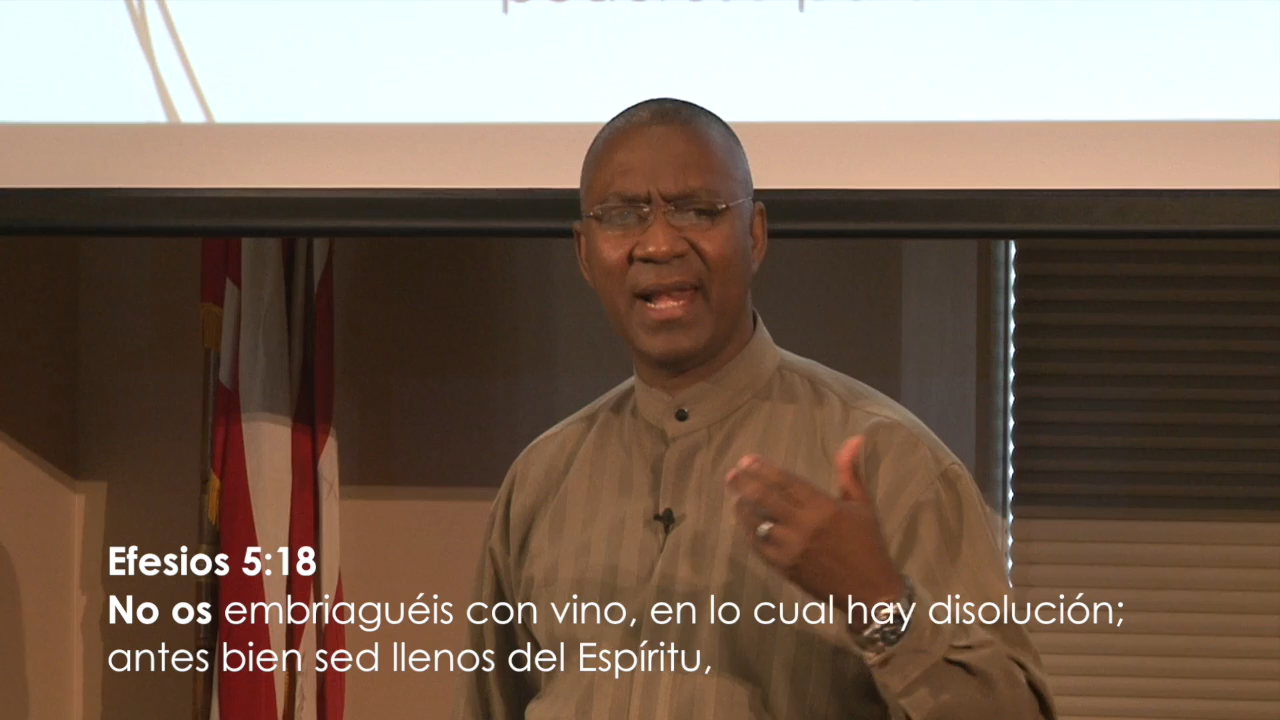 Efesios 5:18
No os embriaguéis con vino, en lo cual hay disolución;
antes bien sed llenos del Espíritu,